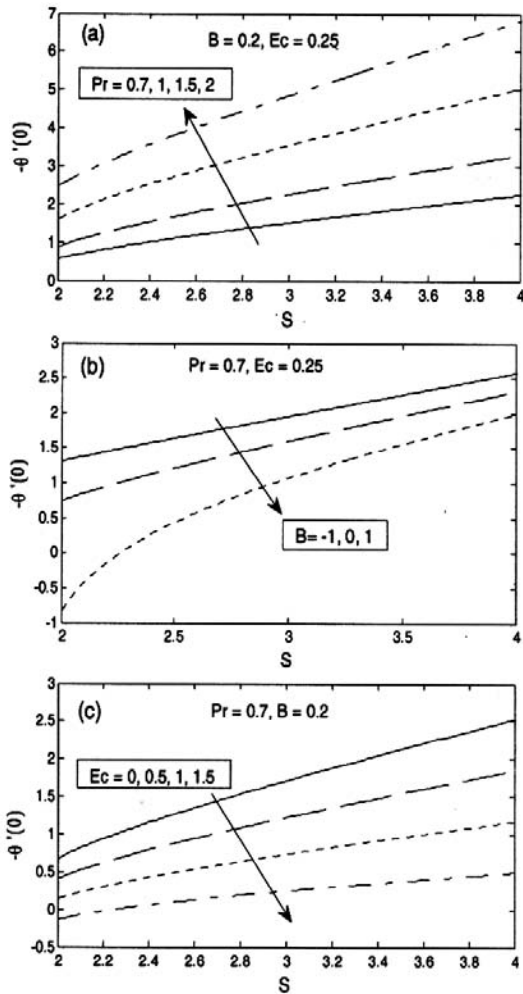 (a)
B = 0.2, Ec = 0.25
Pr = 0.7, 1, 1.5, 2
-θ '(0)
7
6
5
4
3
2
1
0
2 2.2 2.4 2.6 2.8 3 3.2 3.4 3.6 3.8 4
S
(b)
Pr = 0.7, Ec = 0.25
B= -1, 0, 1
-θ '(0)
3
2.5
2
1.5
1
0.5
0
-0.5
-1
2 2.5 3 3.5 4
S
(c)
Pr = 0.7, B = 0.2
Ec = 0, 0.5, 1, 1.5
-θ '(0)
3
2.5
2
1.5
1
0.5
0
-0.5
2 2.2 2.4 2.6 2.8 3 3.2 3.4 3.6 3.8 4
S